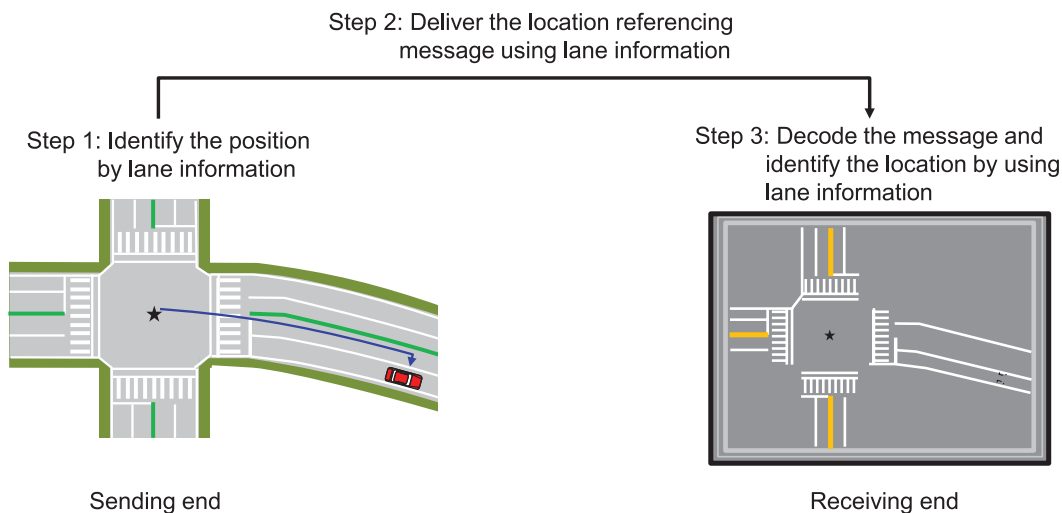 Step 2: Deliver the location referencing
message using lane information
Step 1: Identify the position
by lane information
Step 3: Decode the message and
identify the location by using
lane information
Sending end
Receiving end